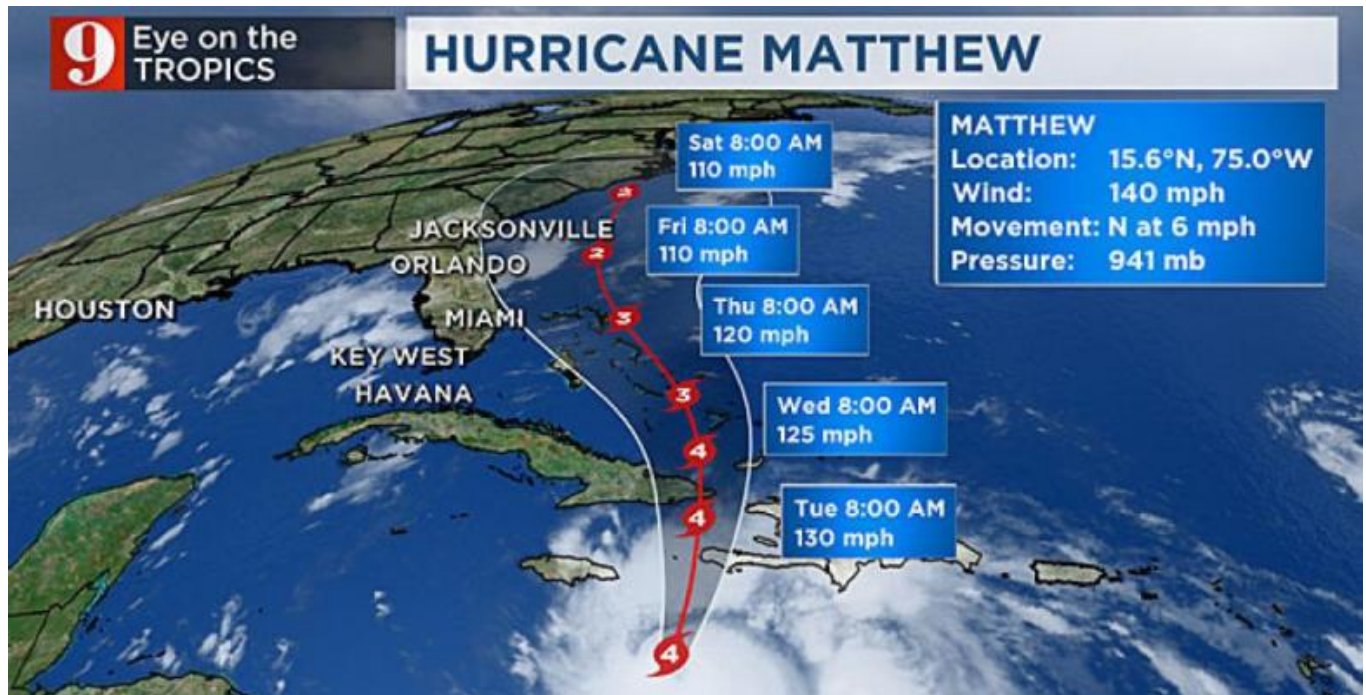 9
Eye on the
TROPICS
HURRICANE MATTHEW
MATTHEW
Location: 15.6°N, 75.0°W
Wind: 140 mph
Movement: N at 6 mph
Pressure: 941 mb
Sat 8:00 AM
110 mph
2
Fri 8:00 AM
110 mph
2
JACKSONVILLE
ORLANDO
Thu 8:00 AM
120 mph
3
HOUSTON
MIAMI
KEY WEST
HAVANA
Wed 8:00 AM
125 mph
3
4
Tue 8:00 AM
130 mph
4
4